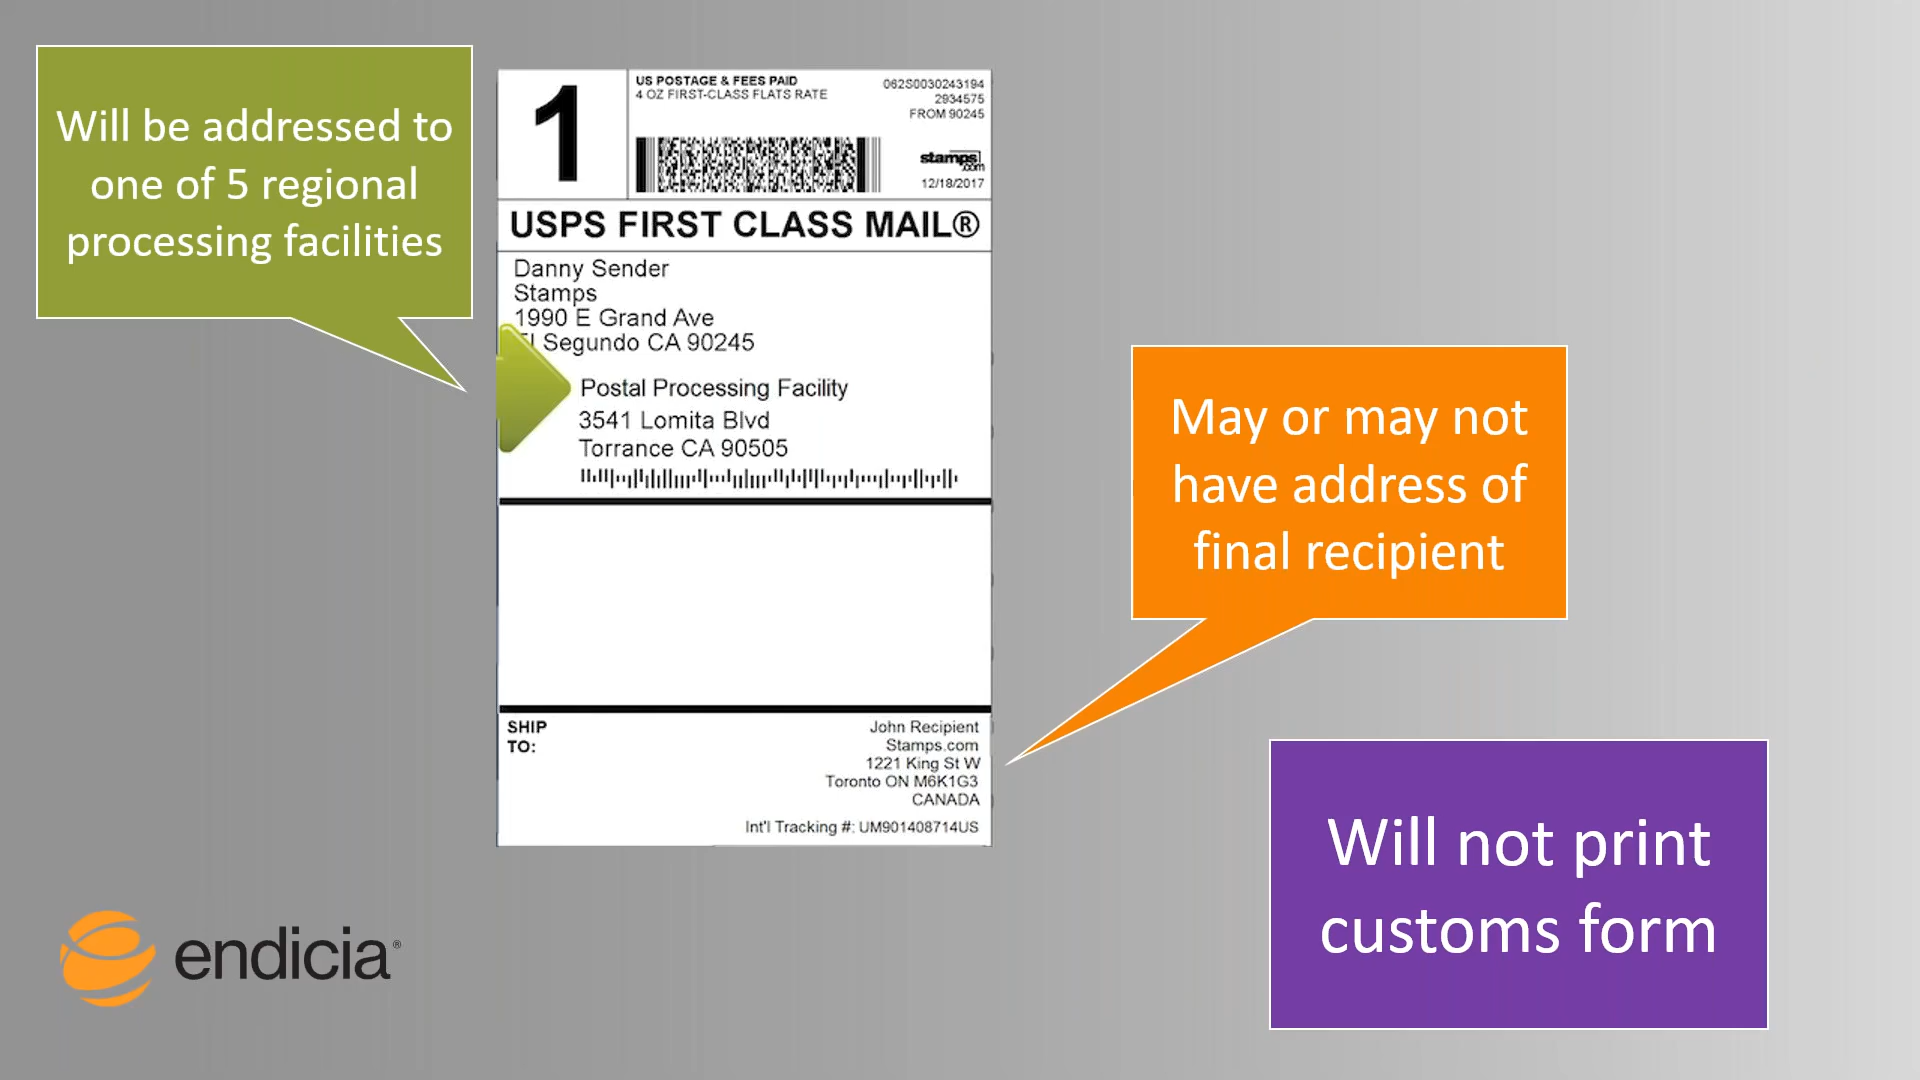 Will be addressed to
one of 5 regional
processing facilities
1
US POSTAGE & FEES PAID
4 OZ FIRST-CLASS FLATS RATE
062S0030243194
2934575
FROM 90245
stamps
.com
12/18/2017
USPS FIRST CLASS MAIL®
Danny Sender
Stamps
1990 E Grand Ave
El Segundo CA 90245
Postal Processing Facility
3541 Lomita Blvd
Torrance CA 90505
May or may not
have address of
final recipient
SHIP
TO:
John Recipient
Stamps.com
1221 King St W
Toronto ON M6K1G3
CANADA
Int'l Tracking #: UM901408714US
Will not print
customs form
endicia®